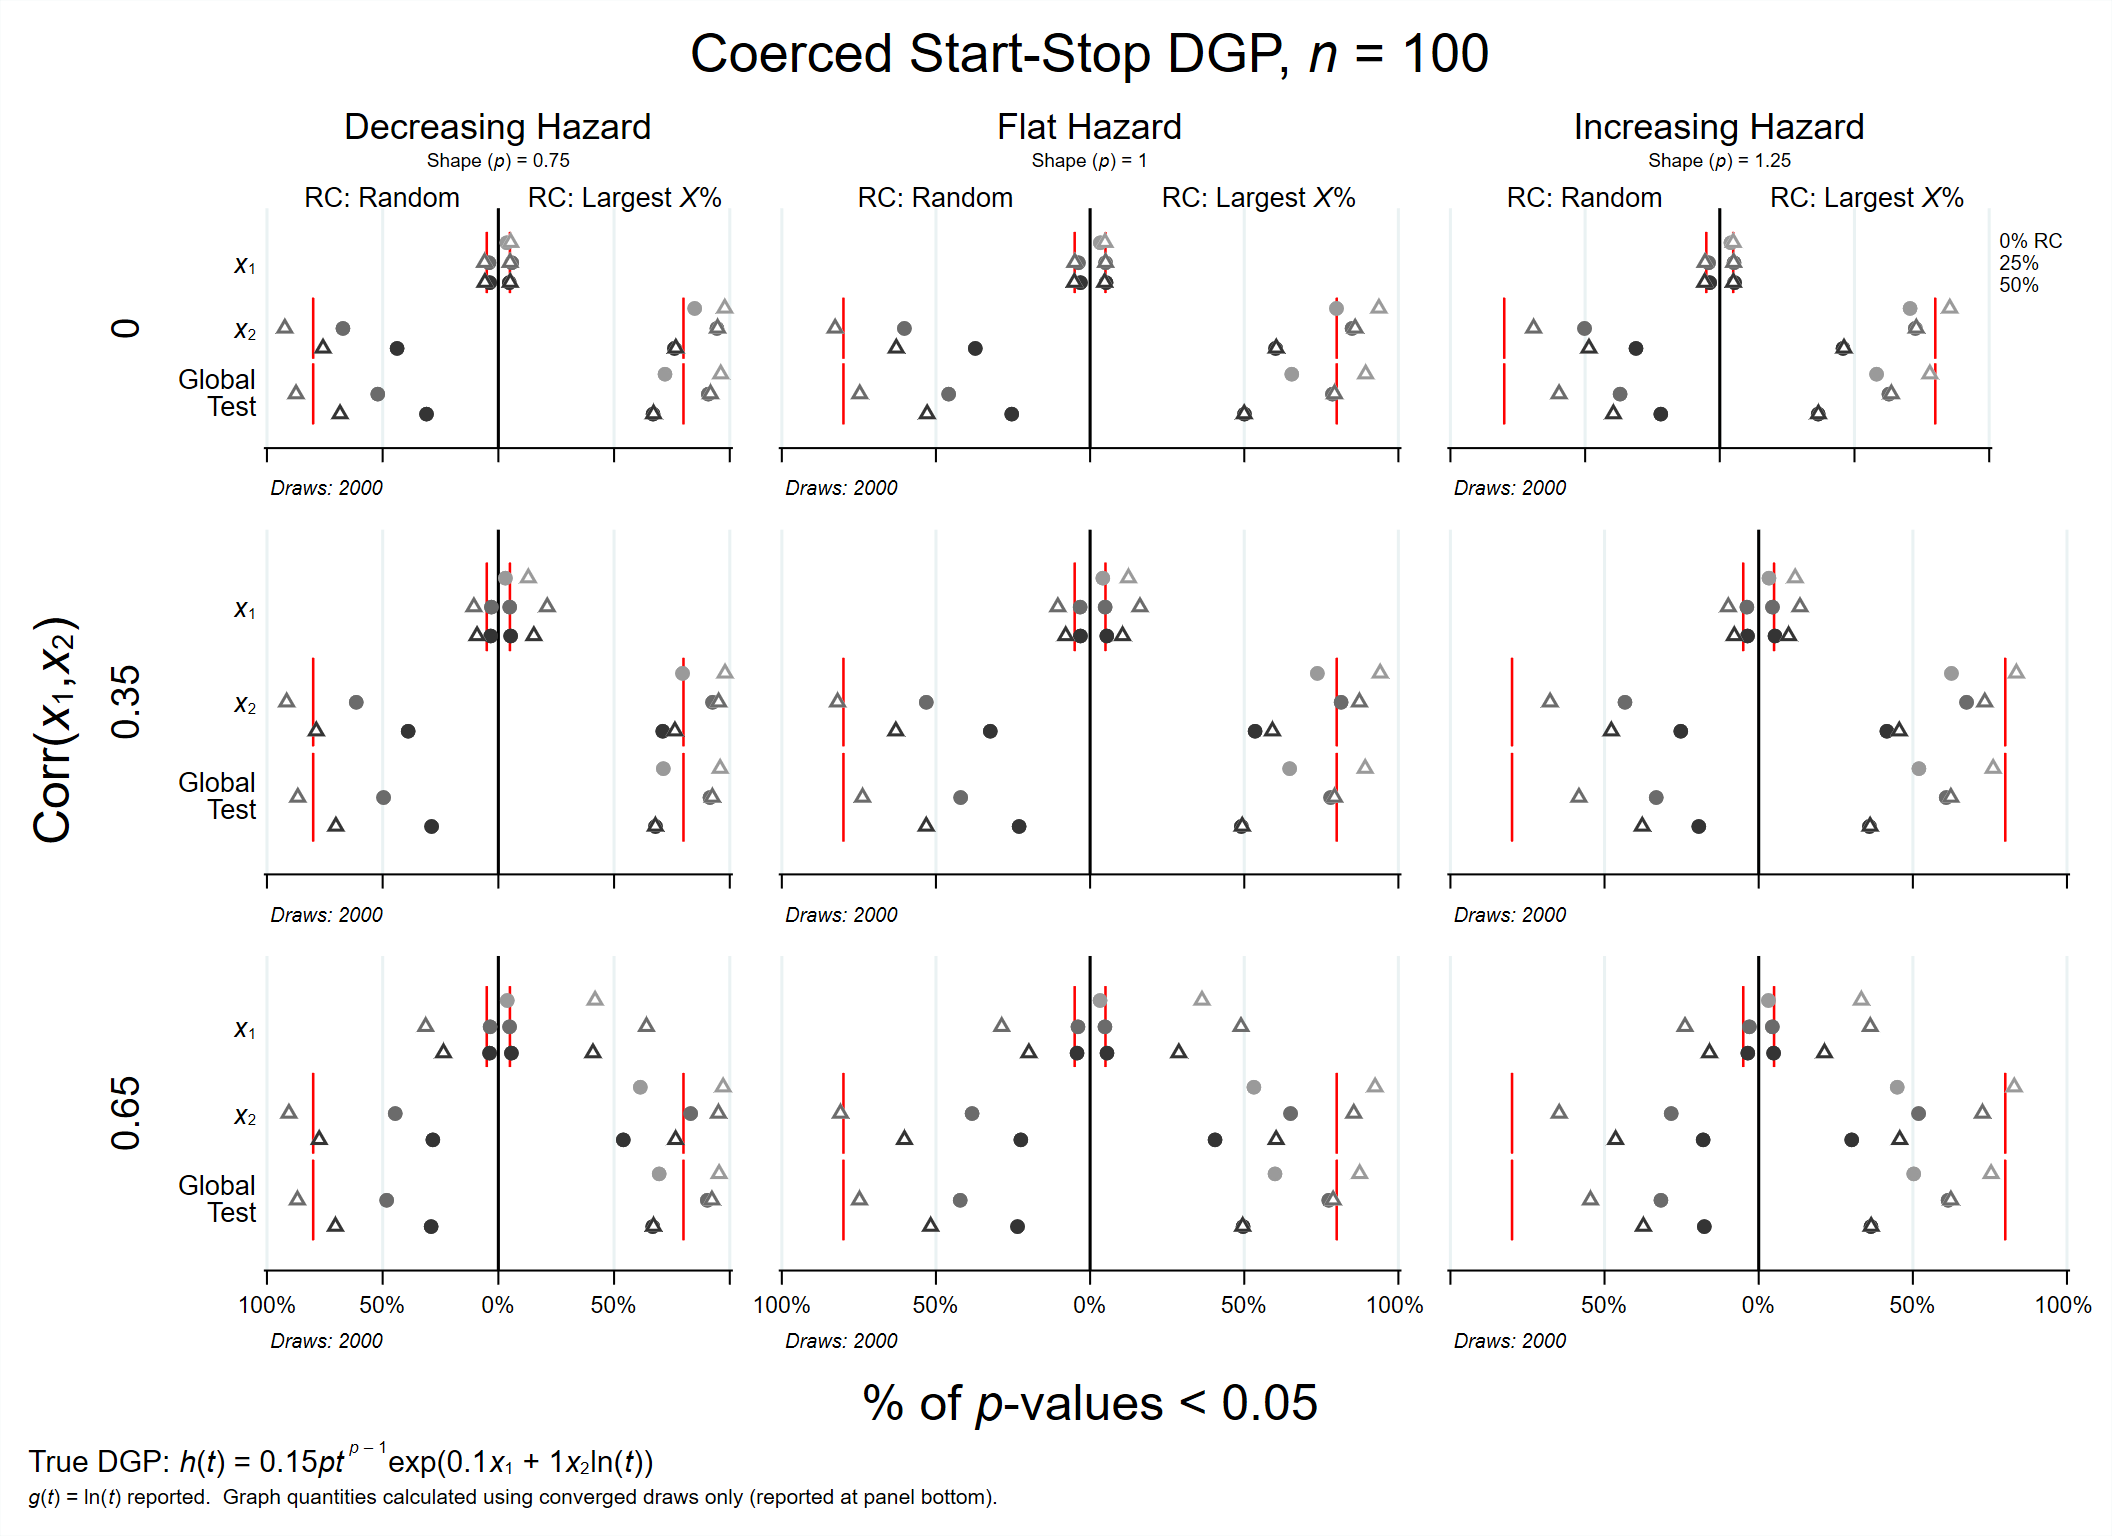 Coerced Start-Stop DGP, n = 100
Decreasing Hazard
Shape (p) = 0.75
RC: Random RC: Largest X%
Flat Hazard
Shape (p) = 1
RC: Random RC: Largest X%
Increasing Hazard
Shape (p) = 1.25
RC: Random RC: Largest X%
0% RC
25%
50%
Corr(x1,x2)
0
x1
x2
Global
Test
Draws: 2000 Draws: 2000 Draws: 2000
0.35
x1
x2
Global
Test
Draws: 2000 Draws: 2000 Draws: 2000
0.65
x1
x2
Global
Test
100% 50% 0% 50% 100% 50% 0% 50% 100% 50% 0% 50% 100%
Draws: 2000 Draws: 2000 Draws: 2000
% of p-values < 0.05
True DGP: h(t) = 0.15pt^p – 1 exp(0.1x1 + 1x2ln(t))
g(t) = ln(t) reported. Graph quantities calculated using converged draws only (reported at panel bottom).